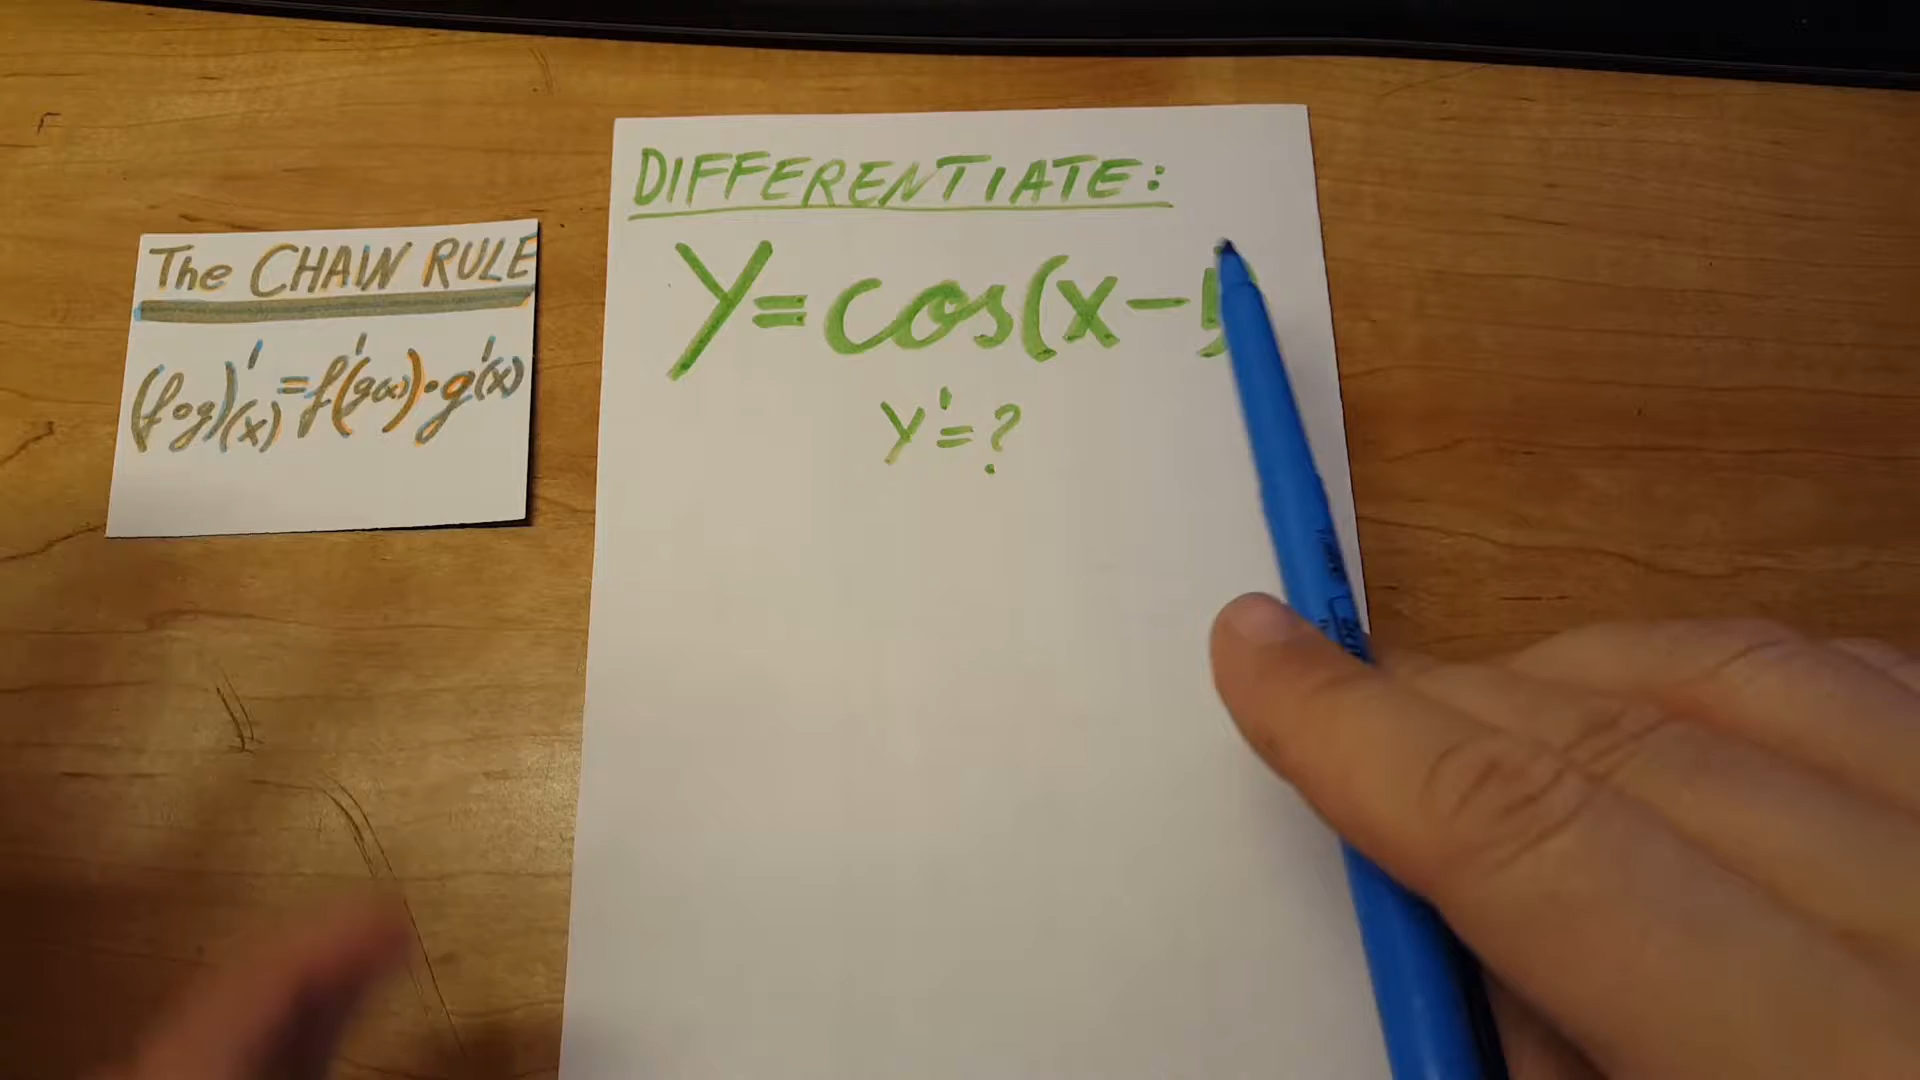 The CHAIN RULE
(f∘g)'(x) = f'(g(x))·g'(x)
DIFFERENTIATE:
Y=cos(x-
Y'=?